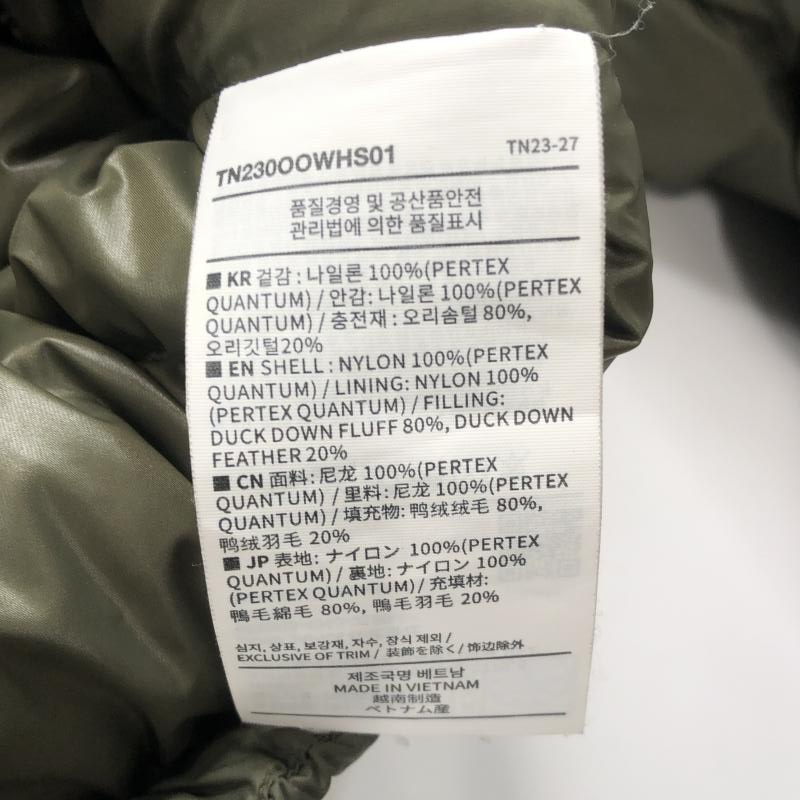 TN230OOWHS01
TN23-27
품질경영 및 공산품안전
관리법에 의한 품질표시
KR 겉감 : 나일론 100%(PERTEX
QUANTUM) / 안감: 나일론 100%(PERTEX
QUANTUM) / 충전재 : 오리솜털 80%,
오리깃털20%
EN SHELL : NYLON 100%(PERTEX
QUANTUM) / LINING: NYLON 100%
(PERTEX QUANTUM) / FILLING:
DUCK DOWN FLUFF 80%, DUCK DOWN
FEATHER 20%
CN 面料: 尼龙 100%(PERTEX
QUANTUM) / 里料: 尼龙 100%(PERTEX
QUANTUM) / 填充物: 鸭绒绒毛 80%,
鸭绒羽毛 20%
JP 表地: ナイロン 100%(PERTEX
QUANTUM) / 裏地: ナイロン 100%
(PERTEX QUANTUM) / 充填材:
鴨毛綿毛 80%, 鴨毛羽毛 20%
심지, 상표, 보강재, 자수, 장식 제외 /
EXCLUSIVE OF TRIM / 装飾を除く / 饰边除外
제조국명 베트남
MADE IN VIETNAM
越南制造
ベトナム産